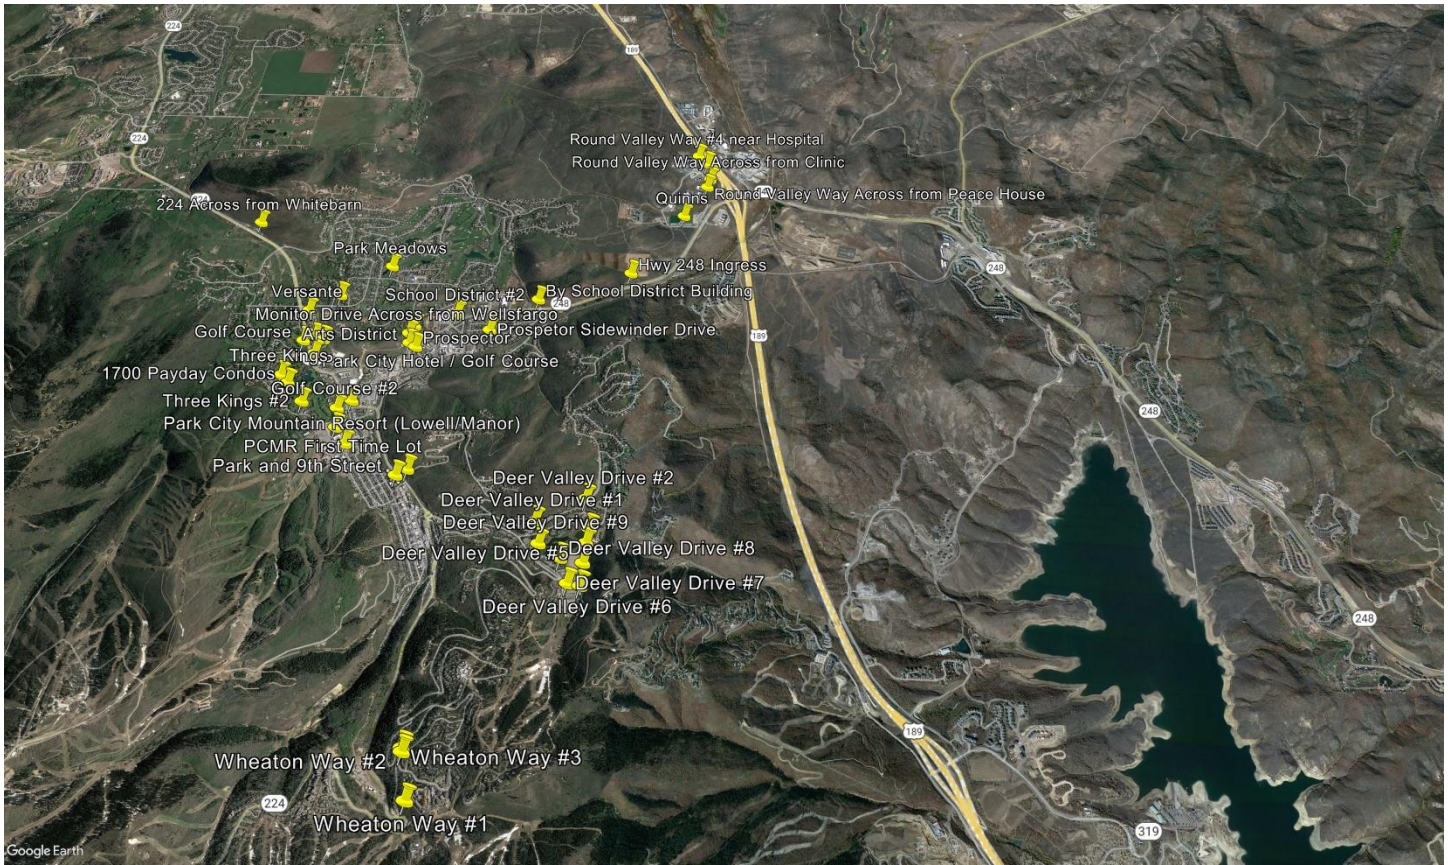 224
189
224
Round Valley Way #4 near Hospital
Round Valley Way Across from Clinic
Round Valley Way Across from Peace House
Quinns
224 Across from Whitebarn
Park Meadows
Hwy 248 Ingress
248
Versante
School District #2
By School District Building
248
Monitor Drive Across from Wellsfargo
Golf Course
Arts District
Prospector
Prospetor Sidewinder Drive
189
Three Kings
Park City Hotel / Golf Course
1700 Payday Condos
Golf Course #2
Three Kings #2
248
Park City Mountain Resort (Lowell/Manor)
PCMR First Time Lot
Park and 9th Street
Deer Valley Drive #2
Deer Valley Drive #1
Deer Valley Drive #9
Deer Valley Drive #5
Deer Valley Drive #8
Deer Valley Drive #7
Deer Valley Drive #6
248
189
Wheaton Way #2
Wheaton Way #3
224
Wheaton Way #1
319
Google Earth